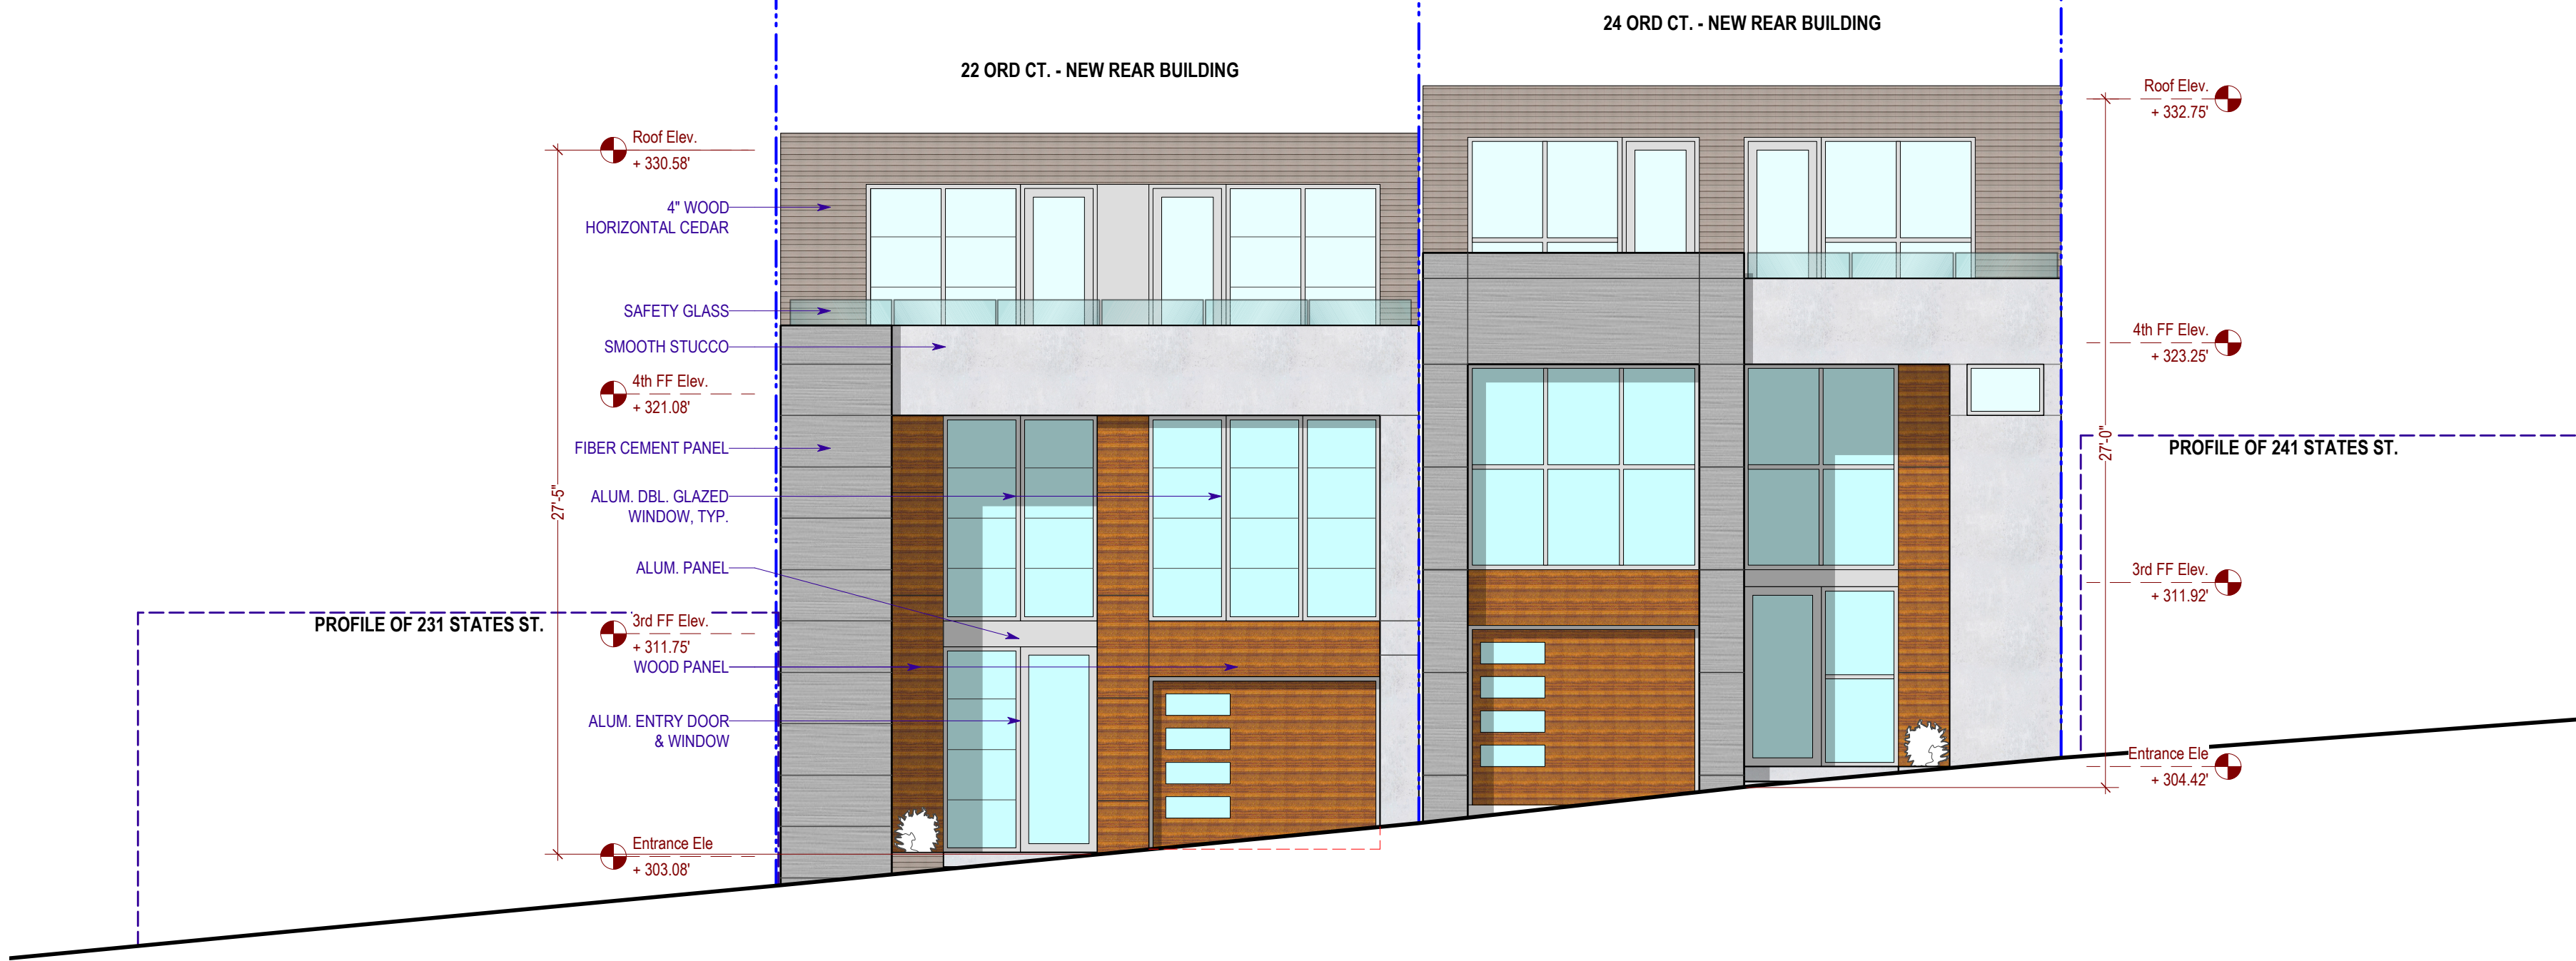 24 ORD CT. - NEW REAR BUILDING
22 ORD CT. - NEW REAR BUILDING
Roof Elev.
+ 330.58'
4" WOOD
HORIZONTAL CEDAR
SAFETY GLASS
SMOOTH STUCCO
4th FF Elev.
+ 321.08'
FIBER CEMENT PANEL
27'-5"
ALUM. DBL. GLAZED
WINDOW, TYP.
ALUM. PANEL
PROFILE OF 231 STATES ST.
3rd FF Elev.
+ 311.75'
WOOD PANEL
ALUM. ENTRY DOOR
& WINDOW
Entrance Ele
+ 303.08'
Roof Elev.
+ 332.75'
4th FF Elev.
+ 323.25'
27'-0"
PROFILE OF 241 STATES ST.
3rd FF Elev.
+ 311.92'
Entrance Ele
+ 304.42'